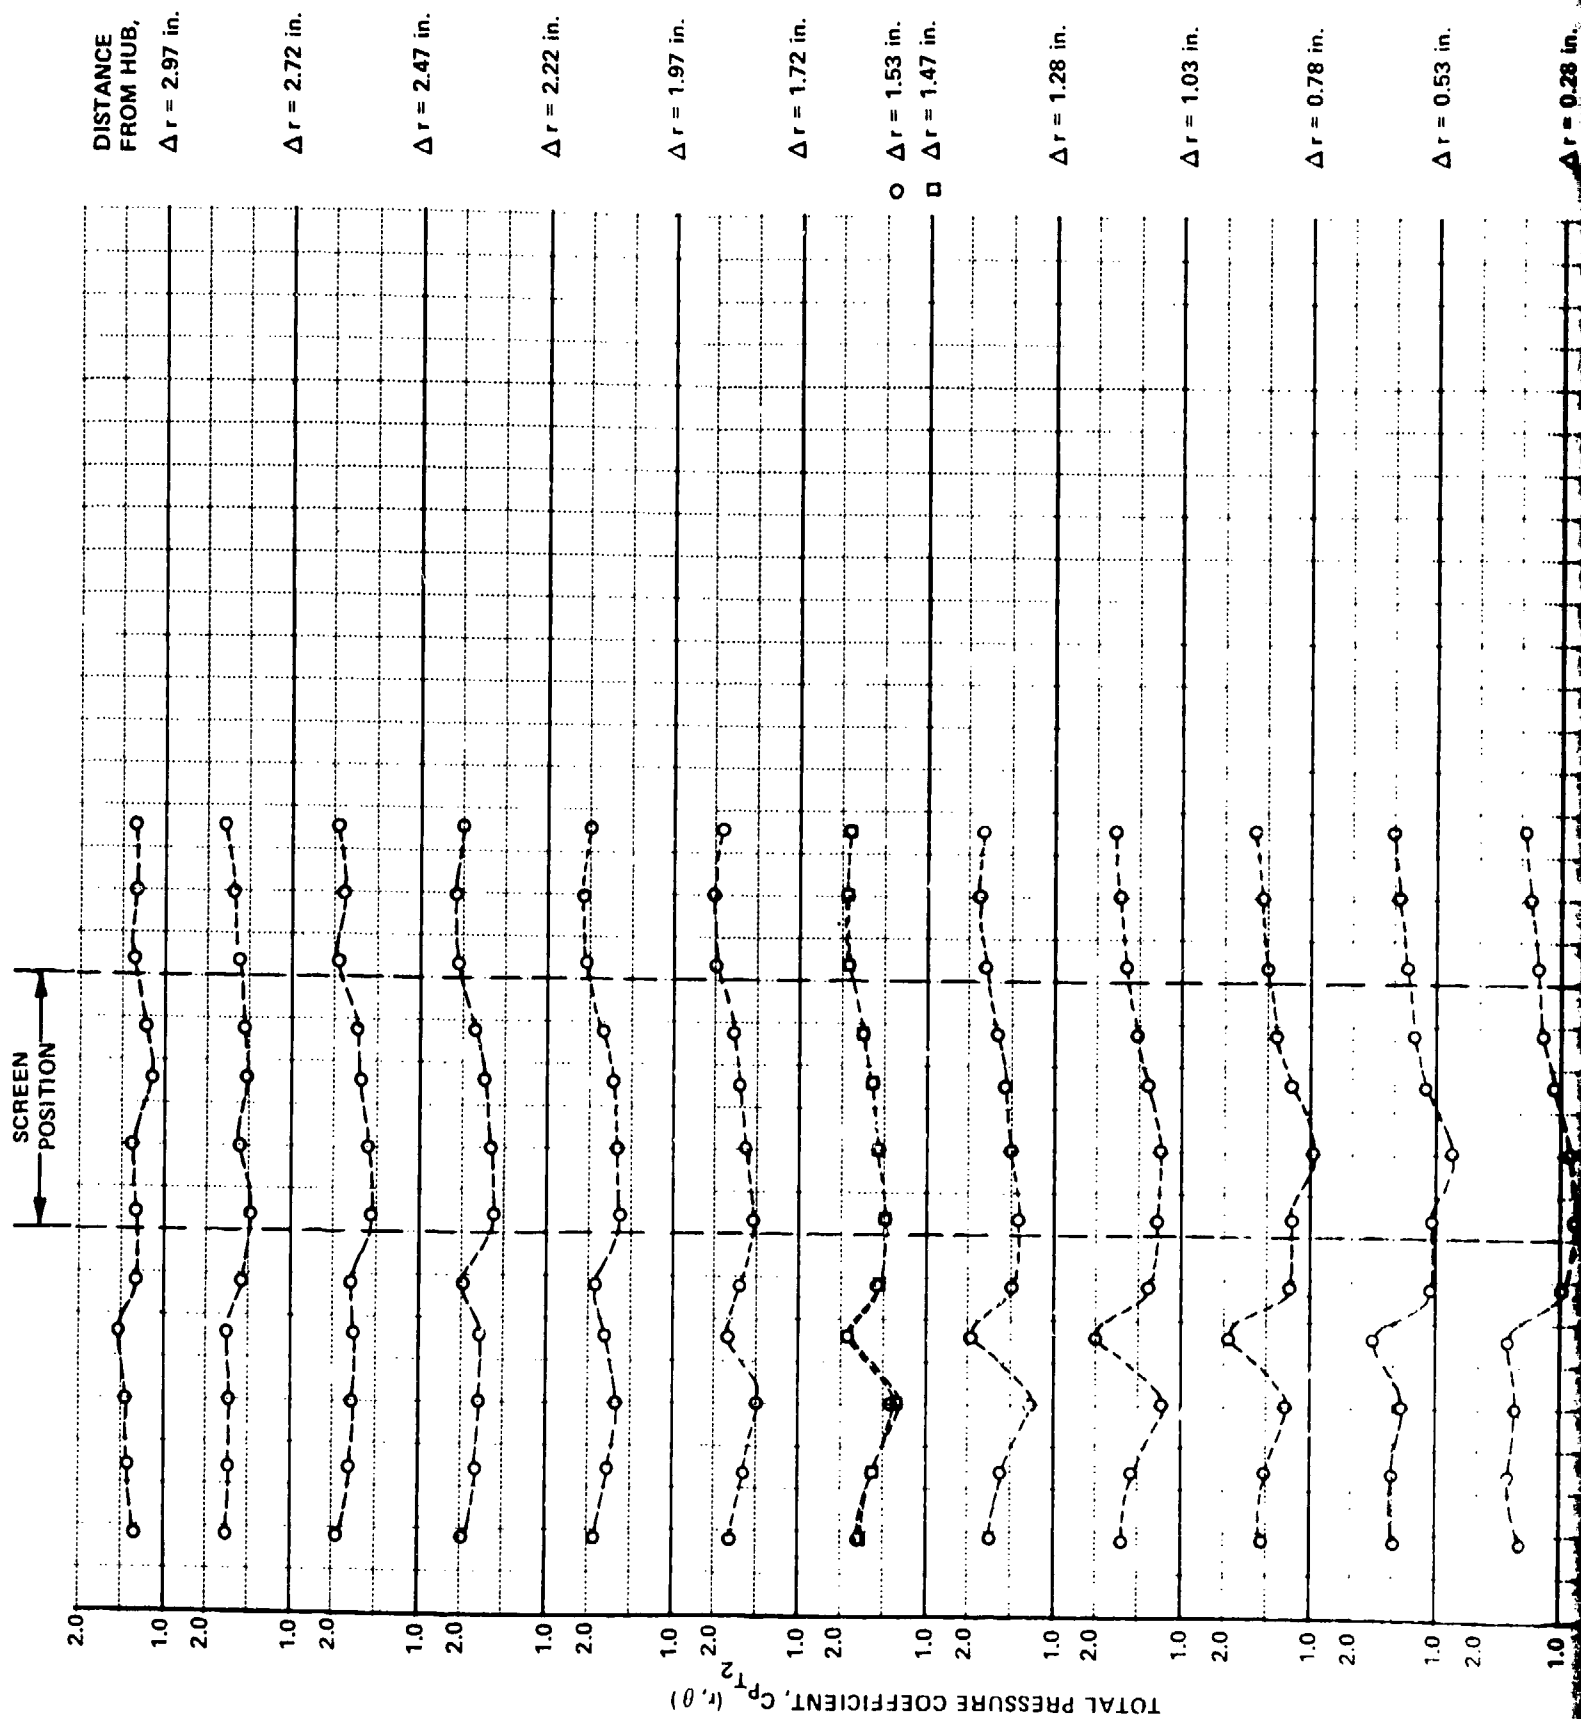 SCREEN
POSITION
DISTANCE
FROM HUB,
Δ r = 2.97 in.
Δ r = 2.72 in.
Δ r = 2.47 in.
Δ r = 2.22 in.
Δ r = 1.97 in.
Δ r = 1.72 in.
○ Δ r = 1.53 in.
□ Δ r = 1.47 in.
Δ r = 1.28 in.
Δ r = 1.03 in.
Δ r = 0.78 in.
Δ r = 0.53 in.
Δ r = 0.28 in.
2.0
1.0
2.0
1.0
2.0
1.0
2.0
1.0
2.0
1.0
2.0
1.0
2.0
1.0
2.0
1.0
2.0
1.0
2.0
1.0
2.0
1.0
2.0
1.0
TOTAL PRESSURE COEFFICIENT, CPT2 (r, θ)